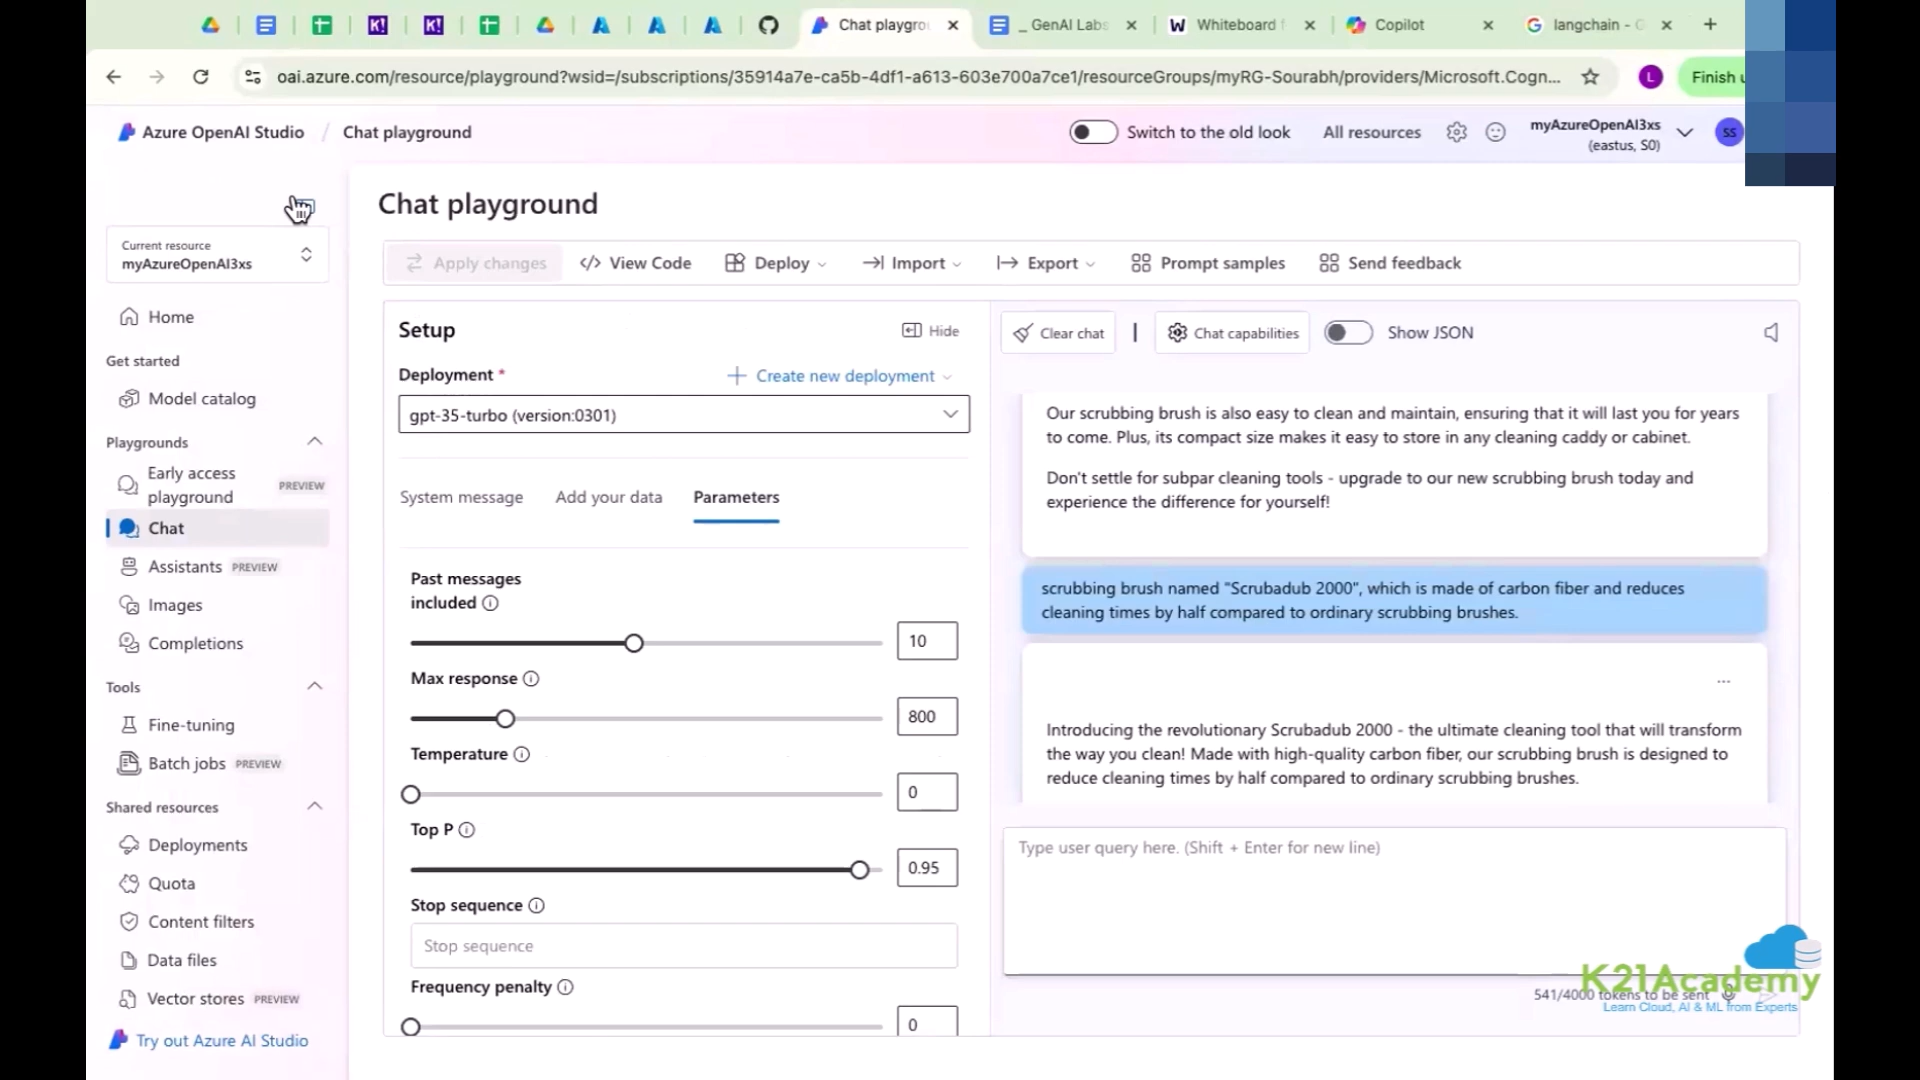 Chat playgro
_ GenAI Labs
Whiteboard f
Copilot
langchain - G
oai.azure.com/resource/playground?wsid=/subscriptions/35914a7e-ca5b-4df1-a613-603e700a7ce1/resourceGroups/myRG-Sourabh/providers/Microsoft.Cogn...
L
Finish u
Azure OpenAI Studio / Chat playground
Switch to the old look
All resources
myAzureOpenAI3xs
(eastus, S0)
SS
Current resource
myAzureOpenAI3xs
Home
Get started
Model catalog
Playgrounds
Early access
playground
PREVIEW
Chat
Assistants PREVIEW
Images
Completions
Tools
Fine-tuning
Batch jobs PREVIEW
Shared resources
Deployments
Quota
Content filters
Data files
Vector stores PREVIEW
Try out Azure AI Studio
Chat playground
Apply changes
View Code
Deploy
Import
Export
Prompt samples
Send feedback
Setup
Hide
Deployment *
Create new deployment
gpt-35-turbo (version:0301)
System message
Add your data
Parameters
Past messages
included
10
Max response
800
Temperature
0
Top P
0.95
Stop sequence
Stop sequence
Frequency penalty
0
Clear chat
Chat capabilities
Show JSON
Our scrubbing brush is also easy to clean and maintain, ensuring that it will last you for years
to come. Plus, its compact size makes it easy to store in any cleaning caddy or cabinet.
Don't settle for subpar cleaning tools - upgrade to our new scrubbing brush today and
experience the difference for yourself!
scrubbing brush named "Scrubadub 2000", which is made of carbon fiber and reduces
cleaning times by half compared to ordinary scrubbing brushes.
...
Introducing the revolutionary Scrubadub 2000 - the ultimate cleaning tool that will transform
the way you clean! Made with high-quality carbon fiber, our scrubbing brush is designed to
reduce cleaning times by half compared to ordinary scrubbing brushes.
Type user query here. (Shift + Enter for new line)
541/4000 tokens to be sent
K21Academy
Learn Cloud, AI & ML from Experts